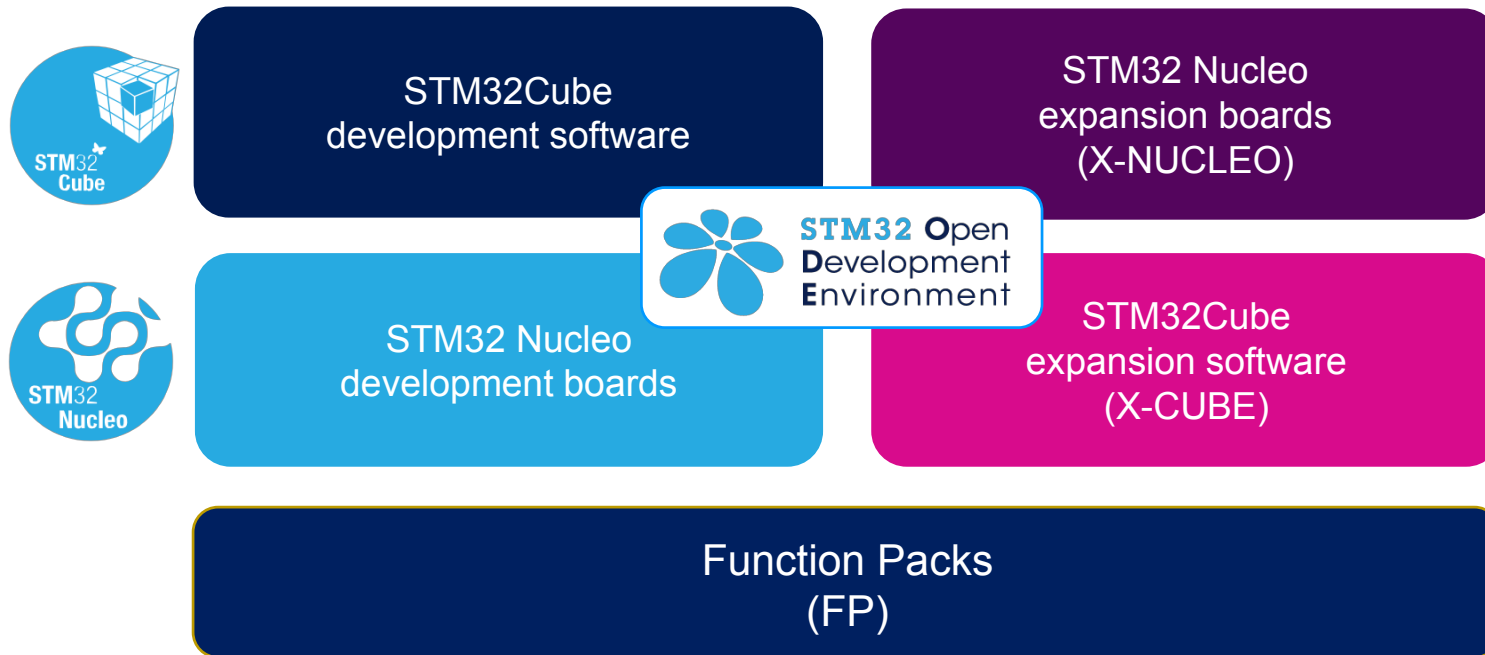 STM32
Cube
STM32Cube
development software
STM32 Nucleo
expansion boards
(X-NUCLEO)
STM32 Open
Development
Environment
STM32
Nucleo
STM32 Nucleo
development boards
STM32Cube
expansion software
(X-CUBE)
Function Packs
(FP)